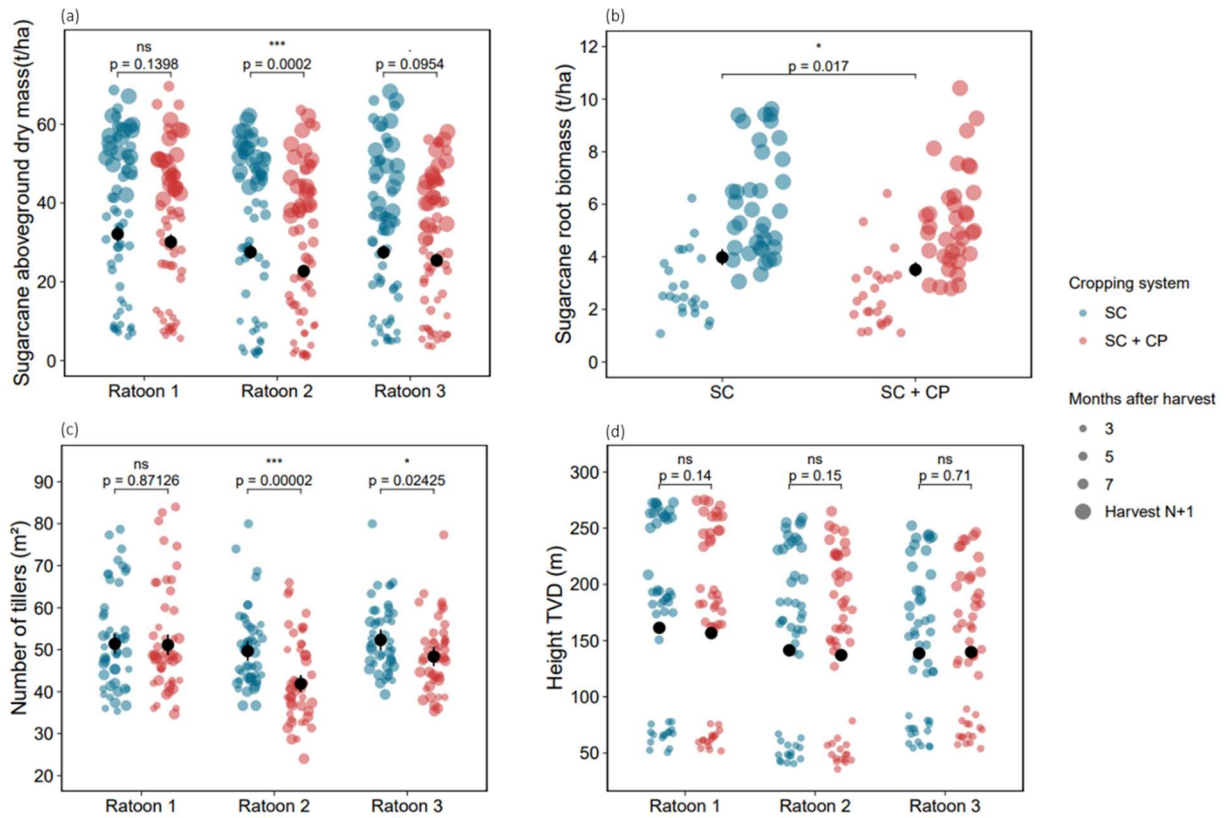 (a)
Sugarcane aboveground dry mass(t/ha)
60
40
20
0
ns
p = 0.1398
***
p = 0.0002
.
p = 0.0954
Ratoon 1
Ratoon 2
Ratoon 3
(b)
Sugarcane root biomass (t/ha)
12
10
8
6
4
2
0
*
p = 0.017
SC
SC + CP
(c)
Number of tillers (m²)
90
80
70
60
50
40
30
20
ns
p = 0.87126
***
p = 0.00002
*
p = 0.02425
Ratoon 1
Ratoon 2
Ratoon 3
(d)
Height TVD (m)
300
250
200
150
100
50
ns
p = 0.14
ns
p = 0.15
ns
p = 0.71
Ratoon 1
Ratoon 2
Ratoon 3
Cropping system
SC
SC + CP
Months after harvest
3
5
7
Harvest N+1